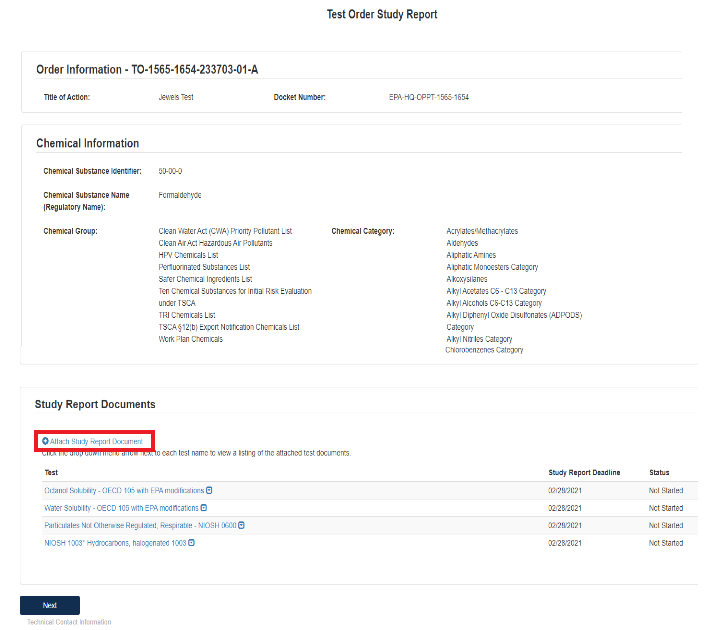 Test Order Study Report
Order Information - TO-1565-1654-233703-01-A
Title of Action: Jewels Test Docket Number: EPA-HQ-OPPT-1565-1654
Chemical Information
Chemical Substance Identifier: 50-00-0
Chemical Substance Name
(Regulatory Name):
Formaldehyde
Chemical Group:
Clean Water Act (CWA) Priority Pollutant List
Clean Air Act Hazardous Air Pollutants
HPV Chemicals List
Perfluorinated Substances List
Safer Chemical Ingredients List
Ten Chemical Substances for Initial Risk Evaluation
under TSCA
TRI Chemicals List
TSCA §12(b) Export Notification Chemicals List
Work Plan Chemicals
Chemical Category:
Acrylates/Methacrylates
Aldehydes
Aliphatic Amines
Aliphatic Monoesters Category
Alkoxysilanes
Alkyl Acetates C6 - C13 Category
Alkyl Alcohols C6-C13 Category
Alkyl Diphenyl Oxide Disulfonates (ADPODS)
Category
Alkyl Nitriles Category
Chlorobenzenes Category
Study Report Documents
Attach Study Report Document
Click the drop down menu arrow next to each test name to view a listing of the attached test documents.
Test Study Report Deadline Status
Octanol Solubility - OECD 105 with EPA modifications 02/28/2021 Not Started
Water Solubility - OECD 105 with EPA modifications 02/28/2021 Not Started
Particulates Not Otherwise Regulated, Respirable - NIOSH 0600 02/28/2021 Not Started
NIOSH 1003" Hydrocarbons, halogenated 1003 02/28/2021 Not Started
Next
Technical Contact Information